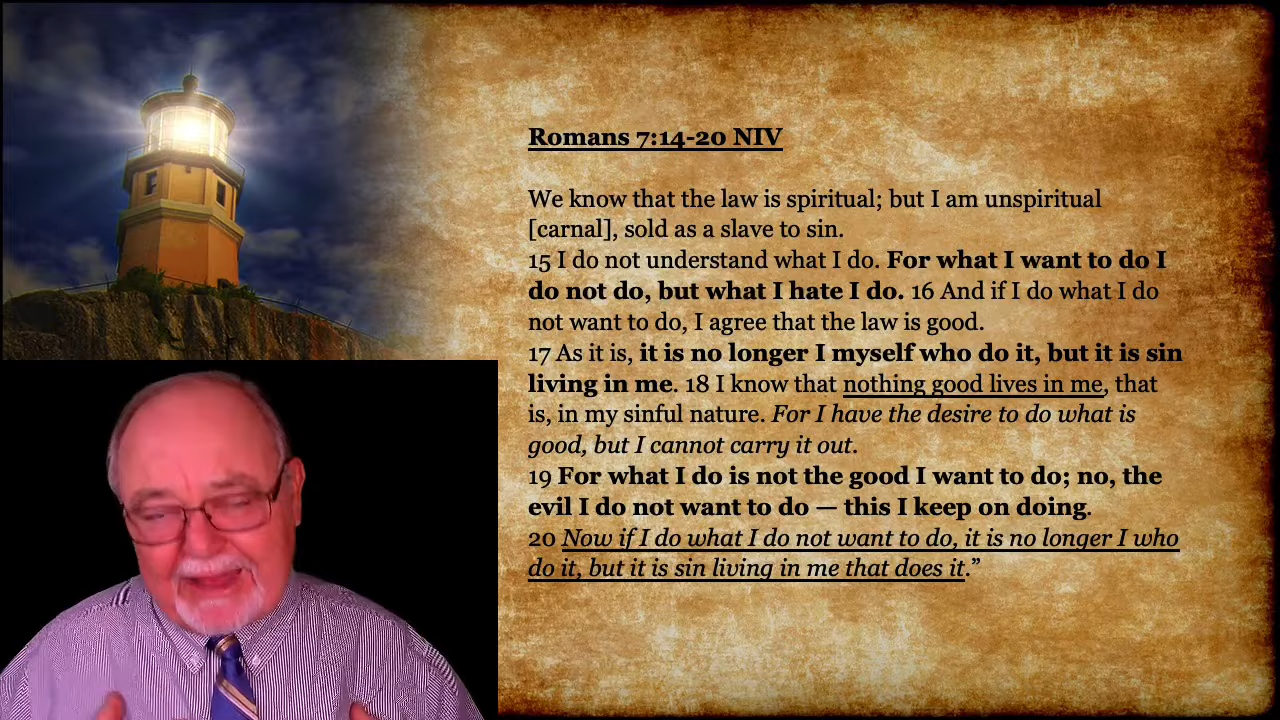 Romans 7:14-20 NIV
We know that the law is spiritual; but I am unspiritual
[carnal], sold as a slave to sin.
15 I do not understand what I do. For what I want to do I
do not do, but what I hate I do. 16 And if I do what I do
not want to do, I agree that the law is good.
17 As it is, it is no longer I myself who do it, but it is sin
living in me. 18 I know that nothing good lives in me, that
is, in my sinful nature. For I have the desire to do what is
good, but I cannot carry it out.
19 For what I do is not the good I want to do; no, the
evil I do not want to do — this I keep on doing.
20 Now if I do what I do not want to do, it is no longer I who
do it, but it is sin living in me that does it.”